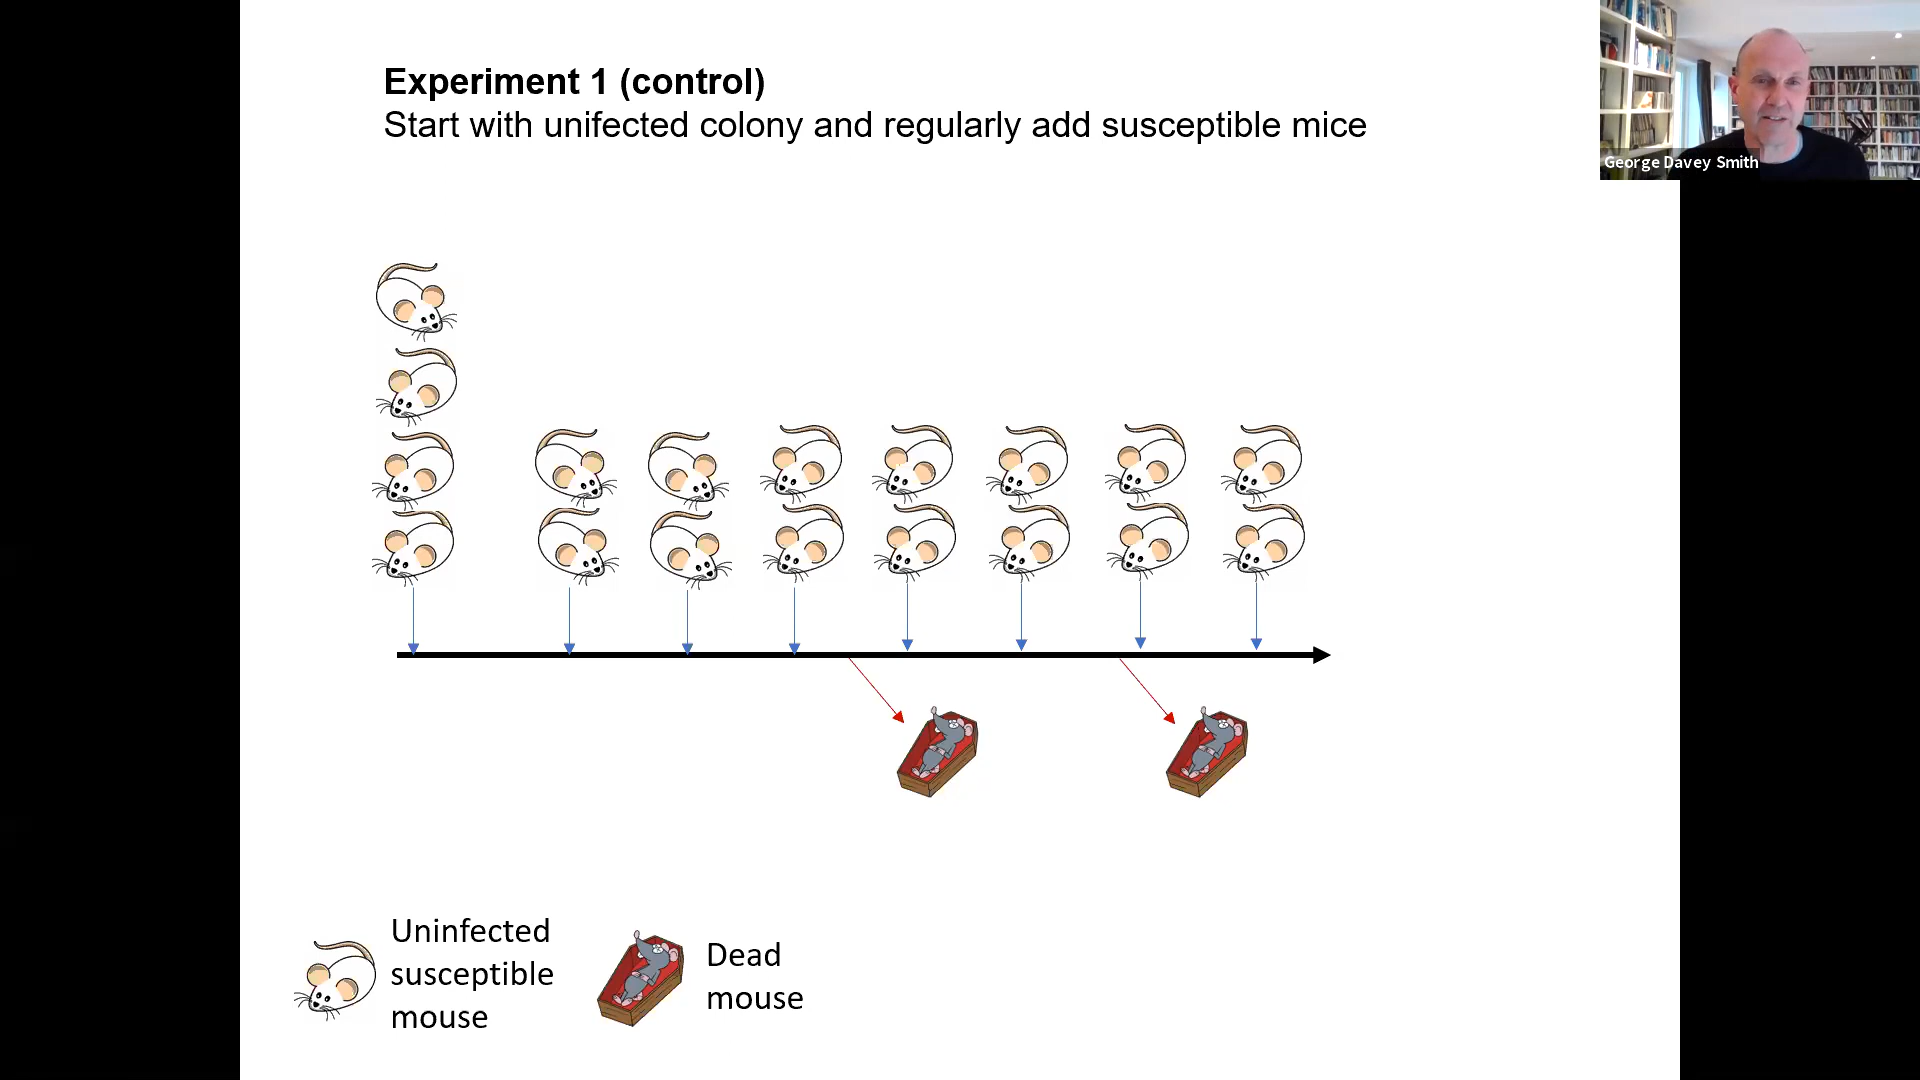 Experiment 1 (control)
Start with unifected colony and regularly add susceptible mice
George Davey Smith
Uninfected
susceptible
mouse
Dead
mouse